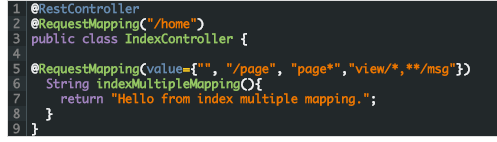 1 @RestController
2 @RequestMapping("/home")
3 public class IndexController {
4
5 @RequestMapping(value={"", "/page", "page*","view/*,**/msg"})
6 String indexMultipleMapping(){
7 return "Hello from index multiple mapping.";
8 }
9 }